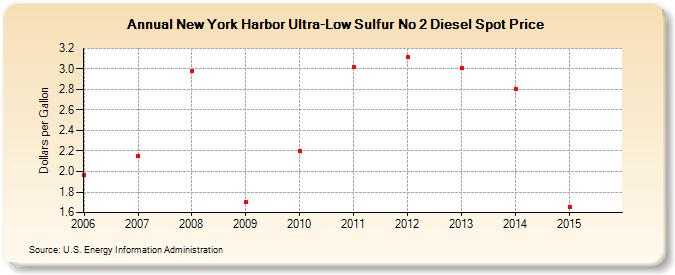 Annual New York Harbor Ultra-Low Sulfur No 2 Diesel Spot Price
Dollars per Gallon
3.2
3.0
2.8
2.6
2.4
2.2
2.0
1.8
1.6
2006 2007 2008 2009 2010 2011 2012 2013 2014 2015
Source: U.S. Energy Information Administration